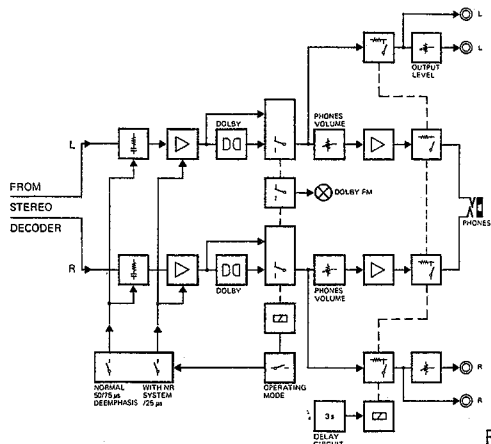 L
L
OUTPUT
LEVEL
DOLBY
PHONES
VOLUME
L
FROM
STEREO
DECODER
DOLBY FM
PHONES
R
DOLBY
PHONES
VOLUME
NORMAL
50/75 µs
DEEMPHASIS
WITH NR
SYSTEM
/25 µs
OPERATING
MODE
R
R
3s
DELAY
CIRCUIT